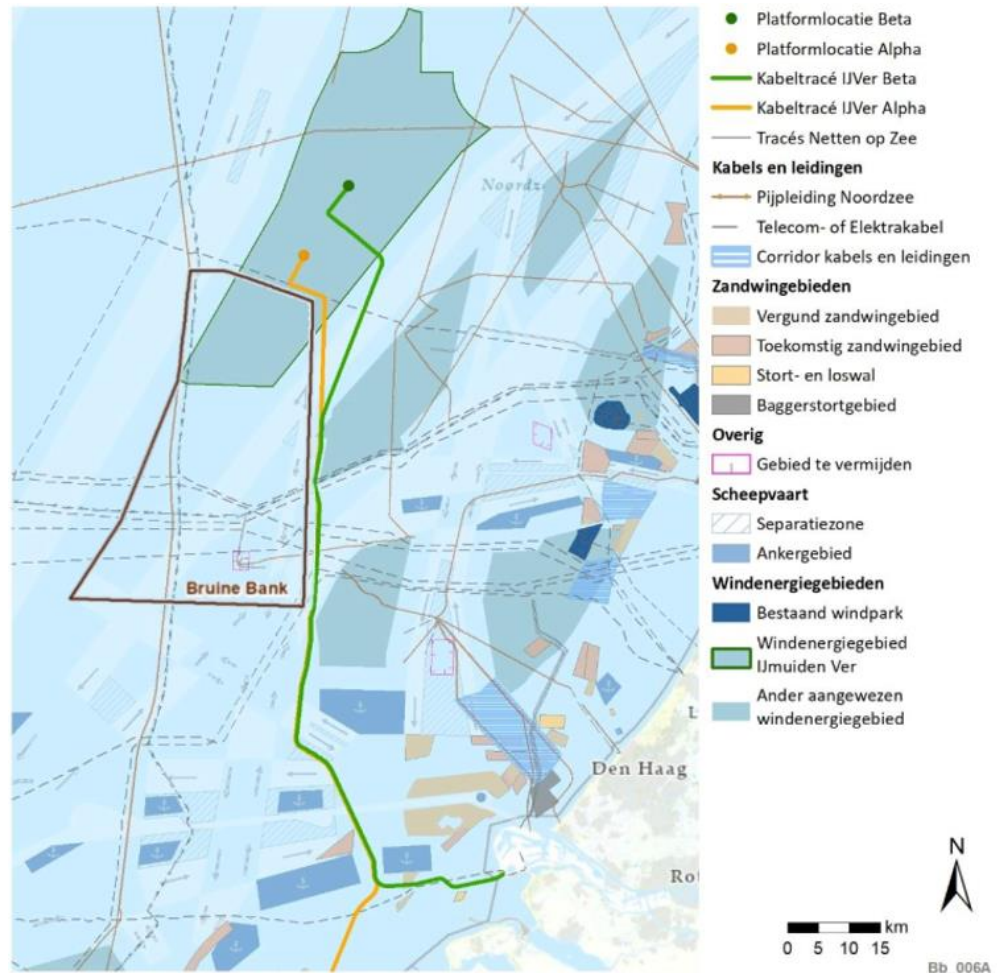 Platformlocatie Beta
Platformlocatie Alpha
Kabeltracé IJVer Beta
Kabeltracé IJVer Alpha
Tracés Netten op Zee
Kabels en leidingen
Pijpleiding Noordzee
Telecom- of Elektrakabel
Corridor kabels en leidingen
Zandwingebieden
Vergund zandwingebied
Toekomstig zandwingebied
Stort- en loswal
Baggerstortgebied
Overig
Gebied te vermijden
Scheepvaart
Separatiezone
Ankergebied
Windenergiegebieden
Bestaand windpark
Windenergiegebied
IJmuiden Ver
Ander aangewezen
windenergiegebied
Noordz
Bruine Bank
L
Den Haag
Rot
N
km
0 5 10 15
Bb_006A